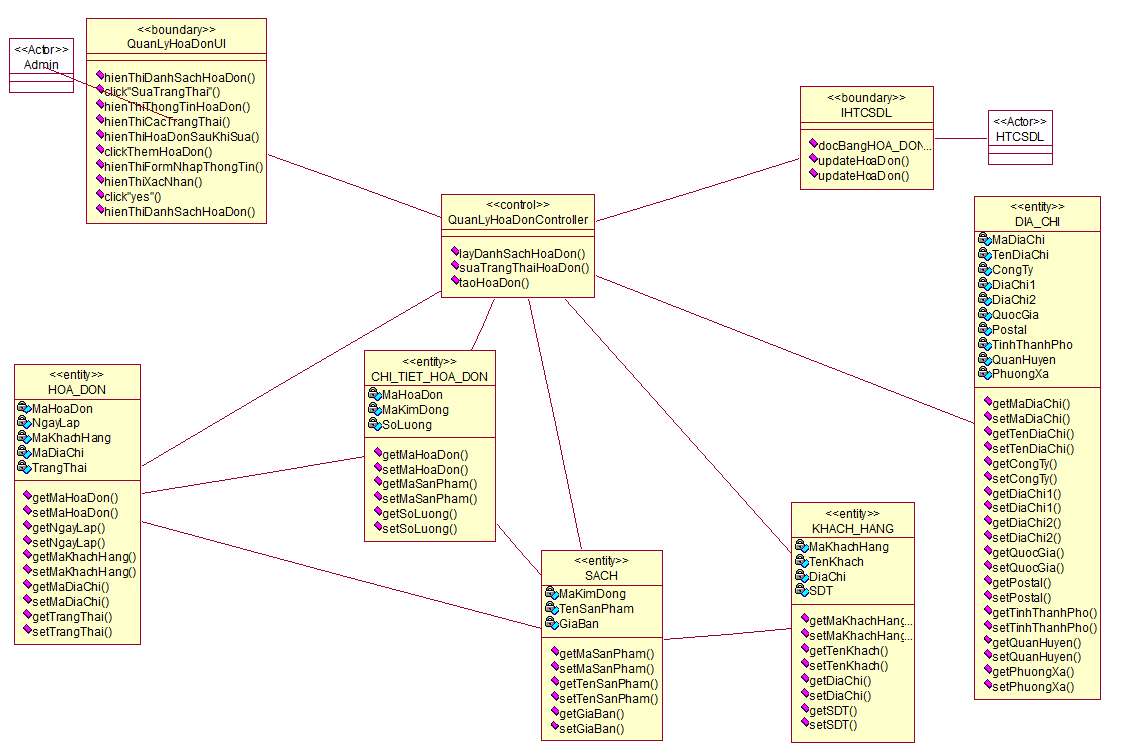 <<Actor>>
Admin
<<boundary>>
QuanLyHoaDonUI
hienThiDanhSachHoaDon()
click"SuaTrangThai"()
hienThiThongTinHoaDon()
hienThiCacTrangThai()
hienThiHoaDonSauKhiSua()
clickThemHoaDon()
hienThiFormNhapThongTin()
hienThiXacNhan()
click"yes"()
hienThiDanhSachHoaDon()
<<boundary>>
IHTCSDL
docBangHOA_DON...
updateHoaDon()
updateHoaDon()
<<Actor>>
HTCSDL
<<control>>
QuanLyHoaDonController
layDanhSachHoaDon()
suaTrangThaiHoaDon()
taoHoaDon()
<<entity>>
DIA_CHI
MaDiaChi
TenDiaChi
CongTy
DiaChi1
DiaChi2
QuocGia
Postal
TinhThanhPho
QuanHuyen
PhuongXa
getMaDiaChi()
setMaDiaChi()
getTenDiaChi()
setTenDiaChi()
getCongTy()
setCongTy()
getDiaChi1()
setDiaChi1()
getDiaChi2()
setDiaChi2()
getQuocGia()
setQuocGia()
getPostal()
setPostal()
getTinhThanhPho()
setTinhThanhPho()
getQuanHuyen()
setQuanHuyen()
getPhuongXa()
setPhuongXa()
<<entity>>
HOA_DON
MaHoaDon
NgayLap
MaKhachHang
MaDiaChi
TrangThai
getMaHoaDon()
setMaHoaDon()
getNgayLap()
setNgayLap()
getMaKhachHang()
setMaKhachHang()
getMaDiaChi()
setMaDiaChi()
getTrangThai()
setTrangThai()
<<entity>>
CHI_TIET_HOA_DON
MaHoaDon
MaKimDong
SoLuong
getMaHoaDon()
setMaHoaDon()
getMaSanPham()
setMaSanPham()
getSoLuong()
setSoLuong()
<<entity>>
SACH
MaKimDong
TenSanPham
GiaBan
getMaSanPham()
setMaSanPham()
getTenSanPham()
setTenSanPham()
getGiaBan()
setGiaBan()
<<entity>>
KHACH_HANG
MaKhachHang
TenKhach
DiaChi
SDT
getMaKhachHang...
setMaKhachHang...
getTenKhach()
setTenKhach()
getDiaChi()
setDiaChi()
getSDT()
setSDT()